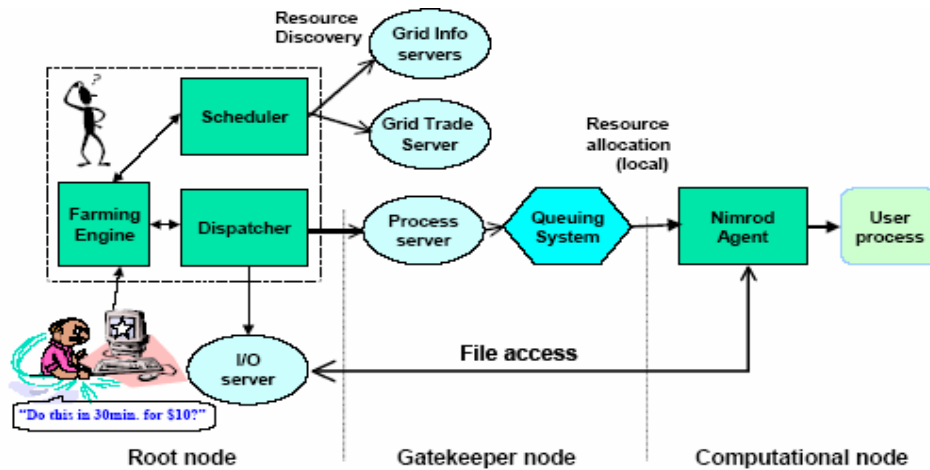 Resource
Discovery
Grid Info
servers
?
Scheduler
Grid Trade
Server
Resource
allocation
(local)
Farming
Engine
Dispatcher
Process
server
Queuing
System
Nimrod
Agent
User
process
I/O
server
File access
“Do this in 30min. for $10?”
Root node
Gatekeeper node
Computational node